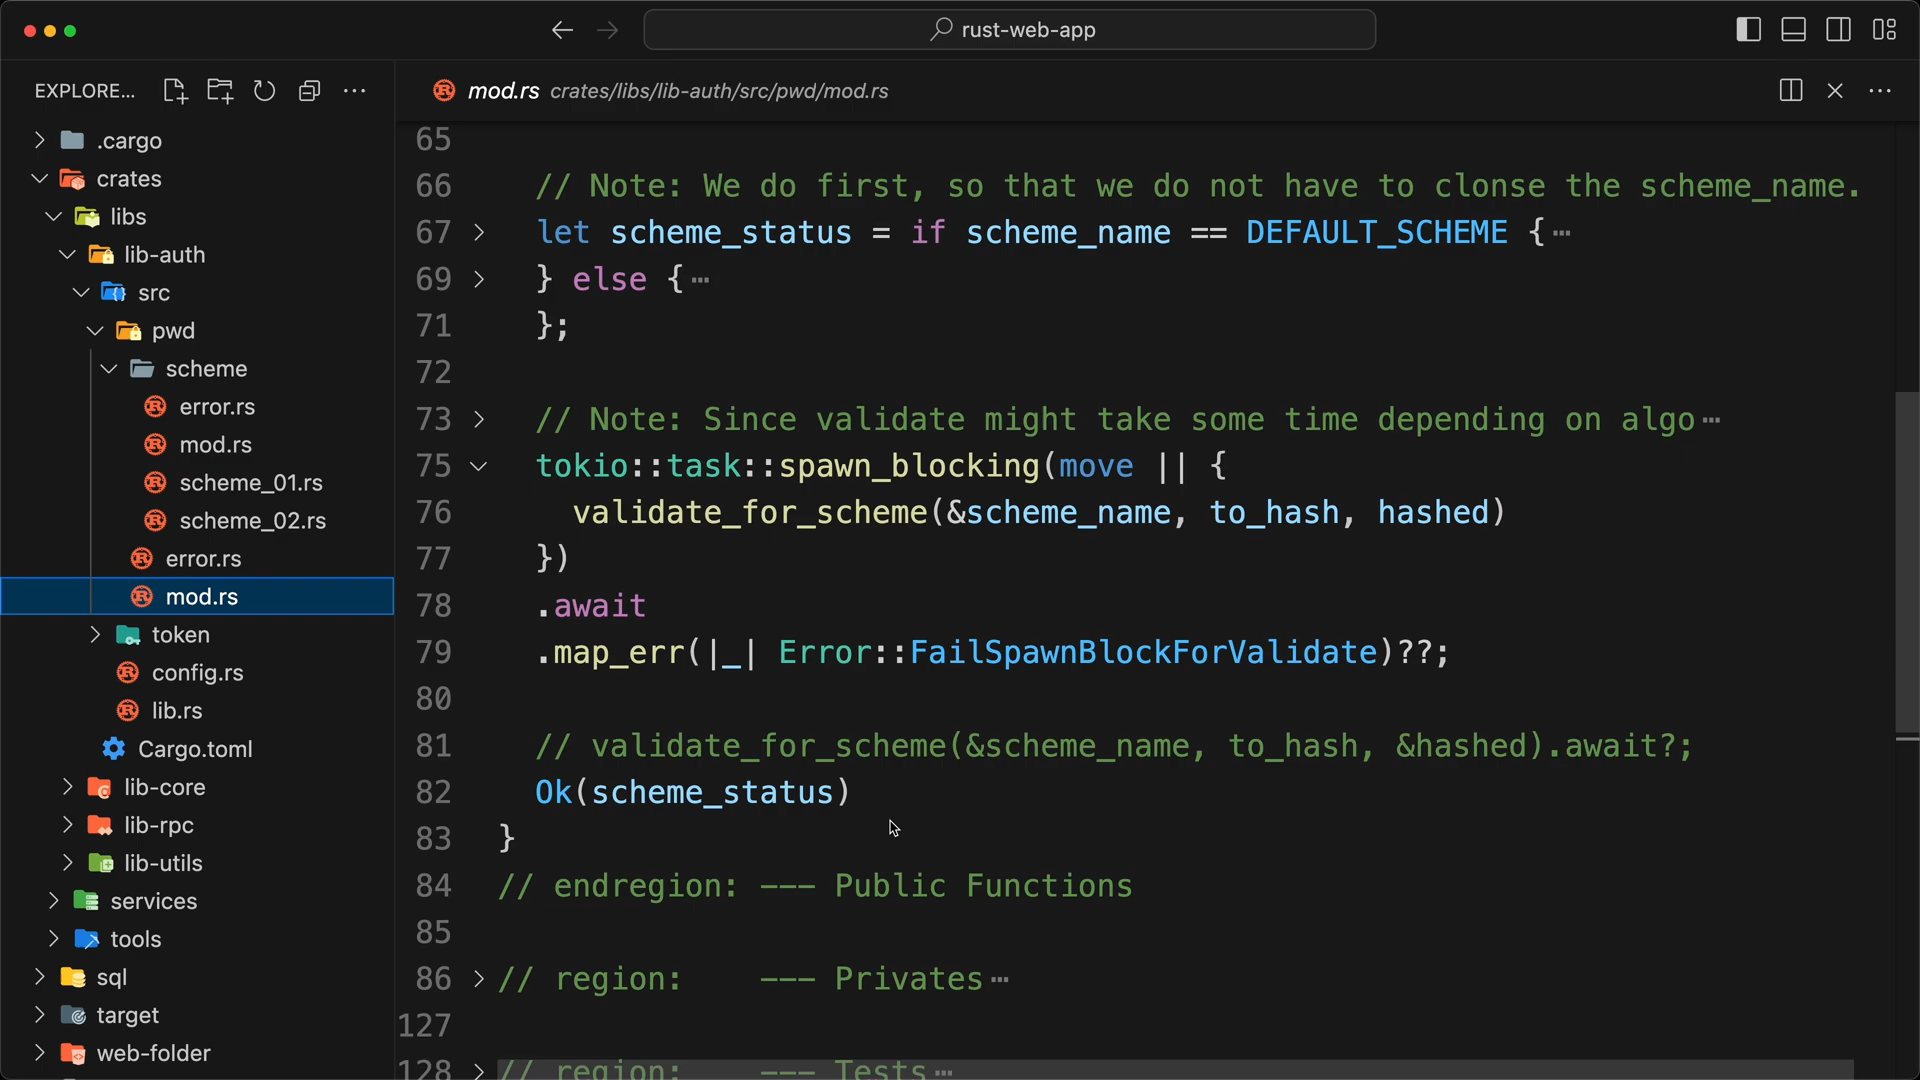 rust-web-app
EXPLORE...
mod.rs crates/libs/lib-auth/src/pwd/mod.rs
.cargo
crates
libs
lib-auth
src
pwd
scheme
error.rs
mod.rs
scheme_01.rs
scheme_02.rs
error.rs
mod.rs
token
config.rs
lib.rs
Cargo.toml
lib-core
lib-rpc
lib-utils
services
tools
sql
target
web-folder
65
66 // Note: We do first, so that we do not have to clonse the scheme_name.
67 let scheme_status = if scheme_name == DEFAULT_SCHEME {⋯
69 } else {⋯
71 };
72
73 // Note: Since validate might take some time depending on algo⋯
75 tokio::task::spawn_blocking(move || {
76 validate_for_scheme(&scheme_name, to_hash, hashed)
77 })
78 .await
79 .map_err(|_| Error::FailSpawnBlockForValidate)??;
80
81 // validate_for_scheme(&scheme_name, to_hash, &hashed).await?;
82 Ok(scheme_status)
83 }
84 // endregion: --- Public Functions
85
86 // region:    --- Privates⋯
127
128 // region:    --- Tests⋯